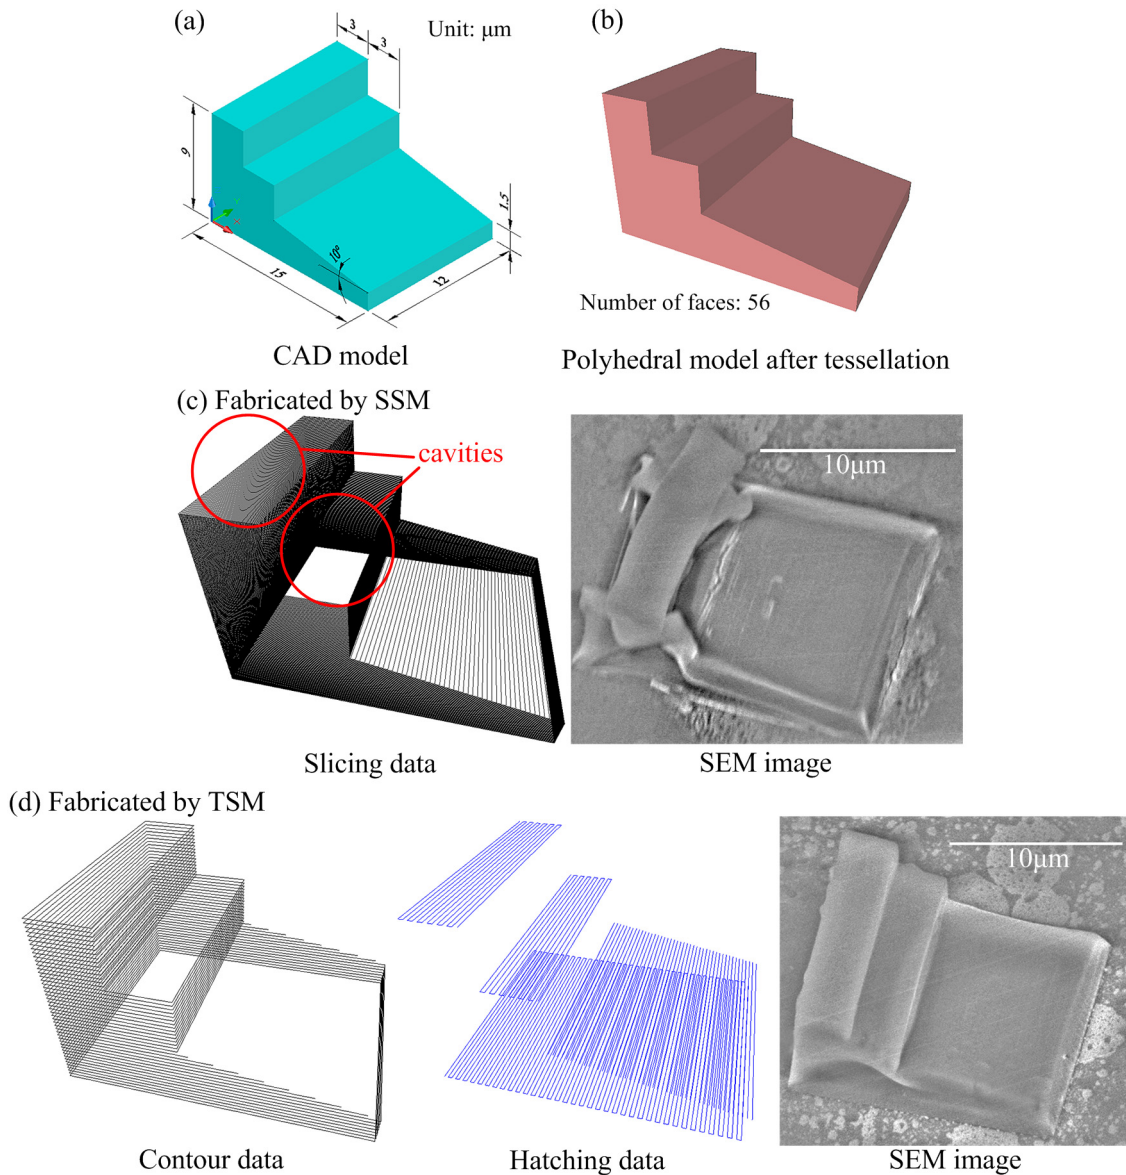 (a)
3
3
Unit: μm
9
1.5
10°
15
12
CAD model
(b)
Number of faces: 56
Polyhedral model after tessellation
(c) Fabricated by SSM
cavities
10μm
Slicing data
SEM image
(d) Fabricated by TSM
10μm
Contour data
Hatching data
SEM image